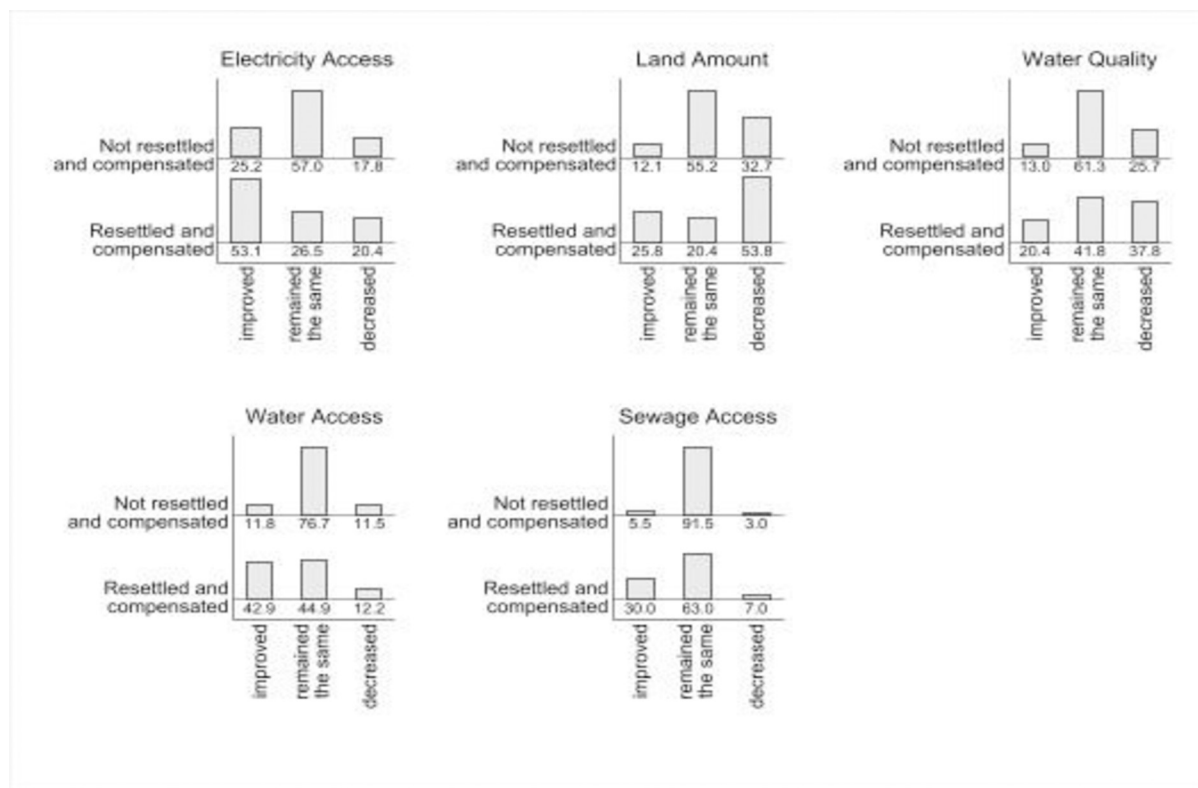 Electricity Access
Not resettled
and compensated
25.2 57.0 17.8
Resettled and
compensated
53.1 26.5 20.4
improved
remained
the same
decreased
Land Amount
Not resettled
and compensated
12.1 55.2 32.7
Resettled and
compensated
25.8 20.4 53.8
improved
remained
the same
decreased
Water Quality
Not resettled
and compensated
13.0 61.3 25.7
Resettled and
compensated
20.4 41.8 37.8
improved
remained
the same
decreased
Water Access
Not resettled
and compensated
11.8 76.7 11.5
Resettled and
compensated
42.9 44.9 12.2
improved
remained
the same
decreased
Sewage Access
Not resettled
and compensated
5.5 91.5 3.0
Resettled and
compensated
30.0 63.0 7.0
improved
remained
the same
decreased